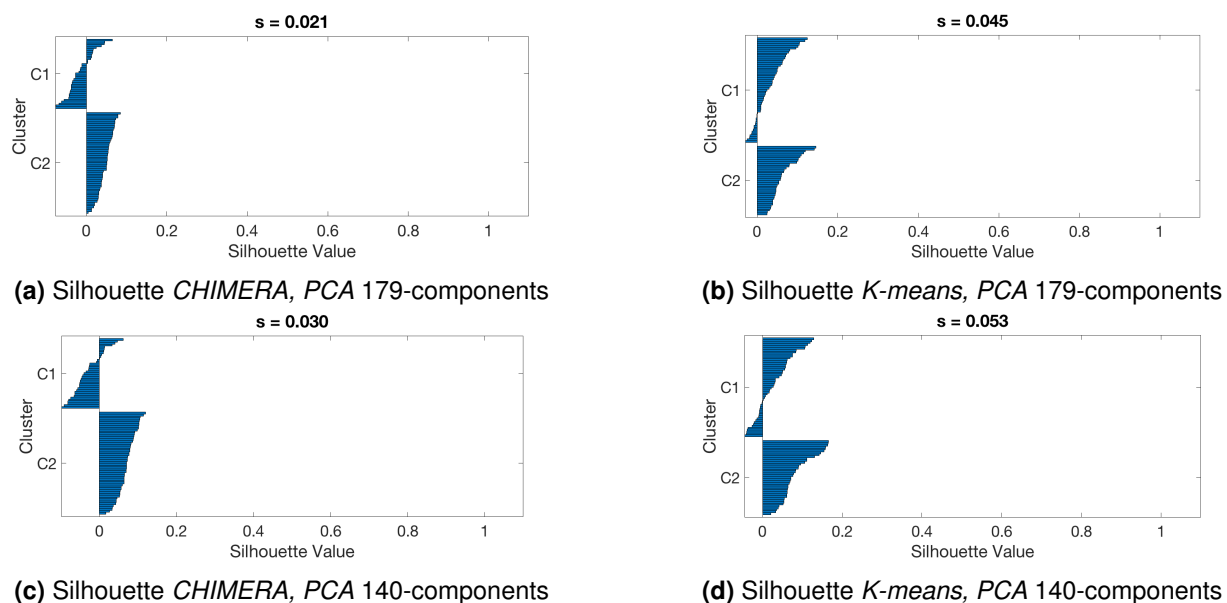 s = 0.021
C1
C2
Cluster
0 0.2 0.4 0.6 0.8 1
Silhouette Value
(a) Silhouette CHIMERA, PCA 179-components
s = 0.045
C1
C2
Cluster
0 0.2 0.4 0.6 0.8 1
Silhouette Value
(b) Silhouette K-means, PCA 179-components
s = 0.030
C1
C2
Cluster
0 0.2 0.4 0.6 0.8 1
Silhouette Value
(c) Silhouette CHIMERA, PCA 140-components
s = 0.053
C1
C2
Cluster
0 0.2 0.4 0.6 0.8 1
Silhouette Value
(d) Silhouette K-means, PCA 140-components